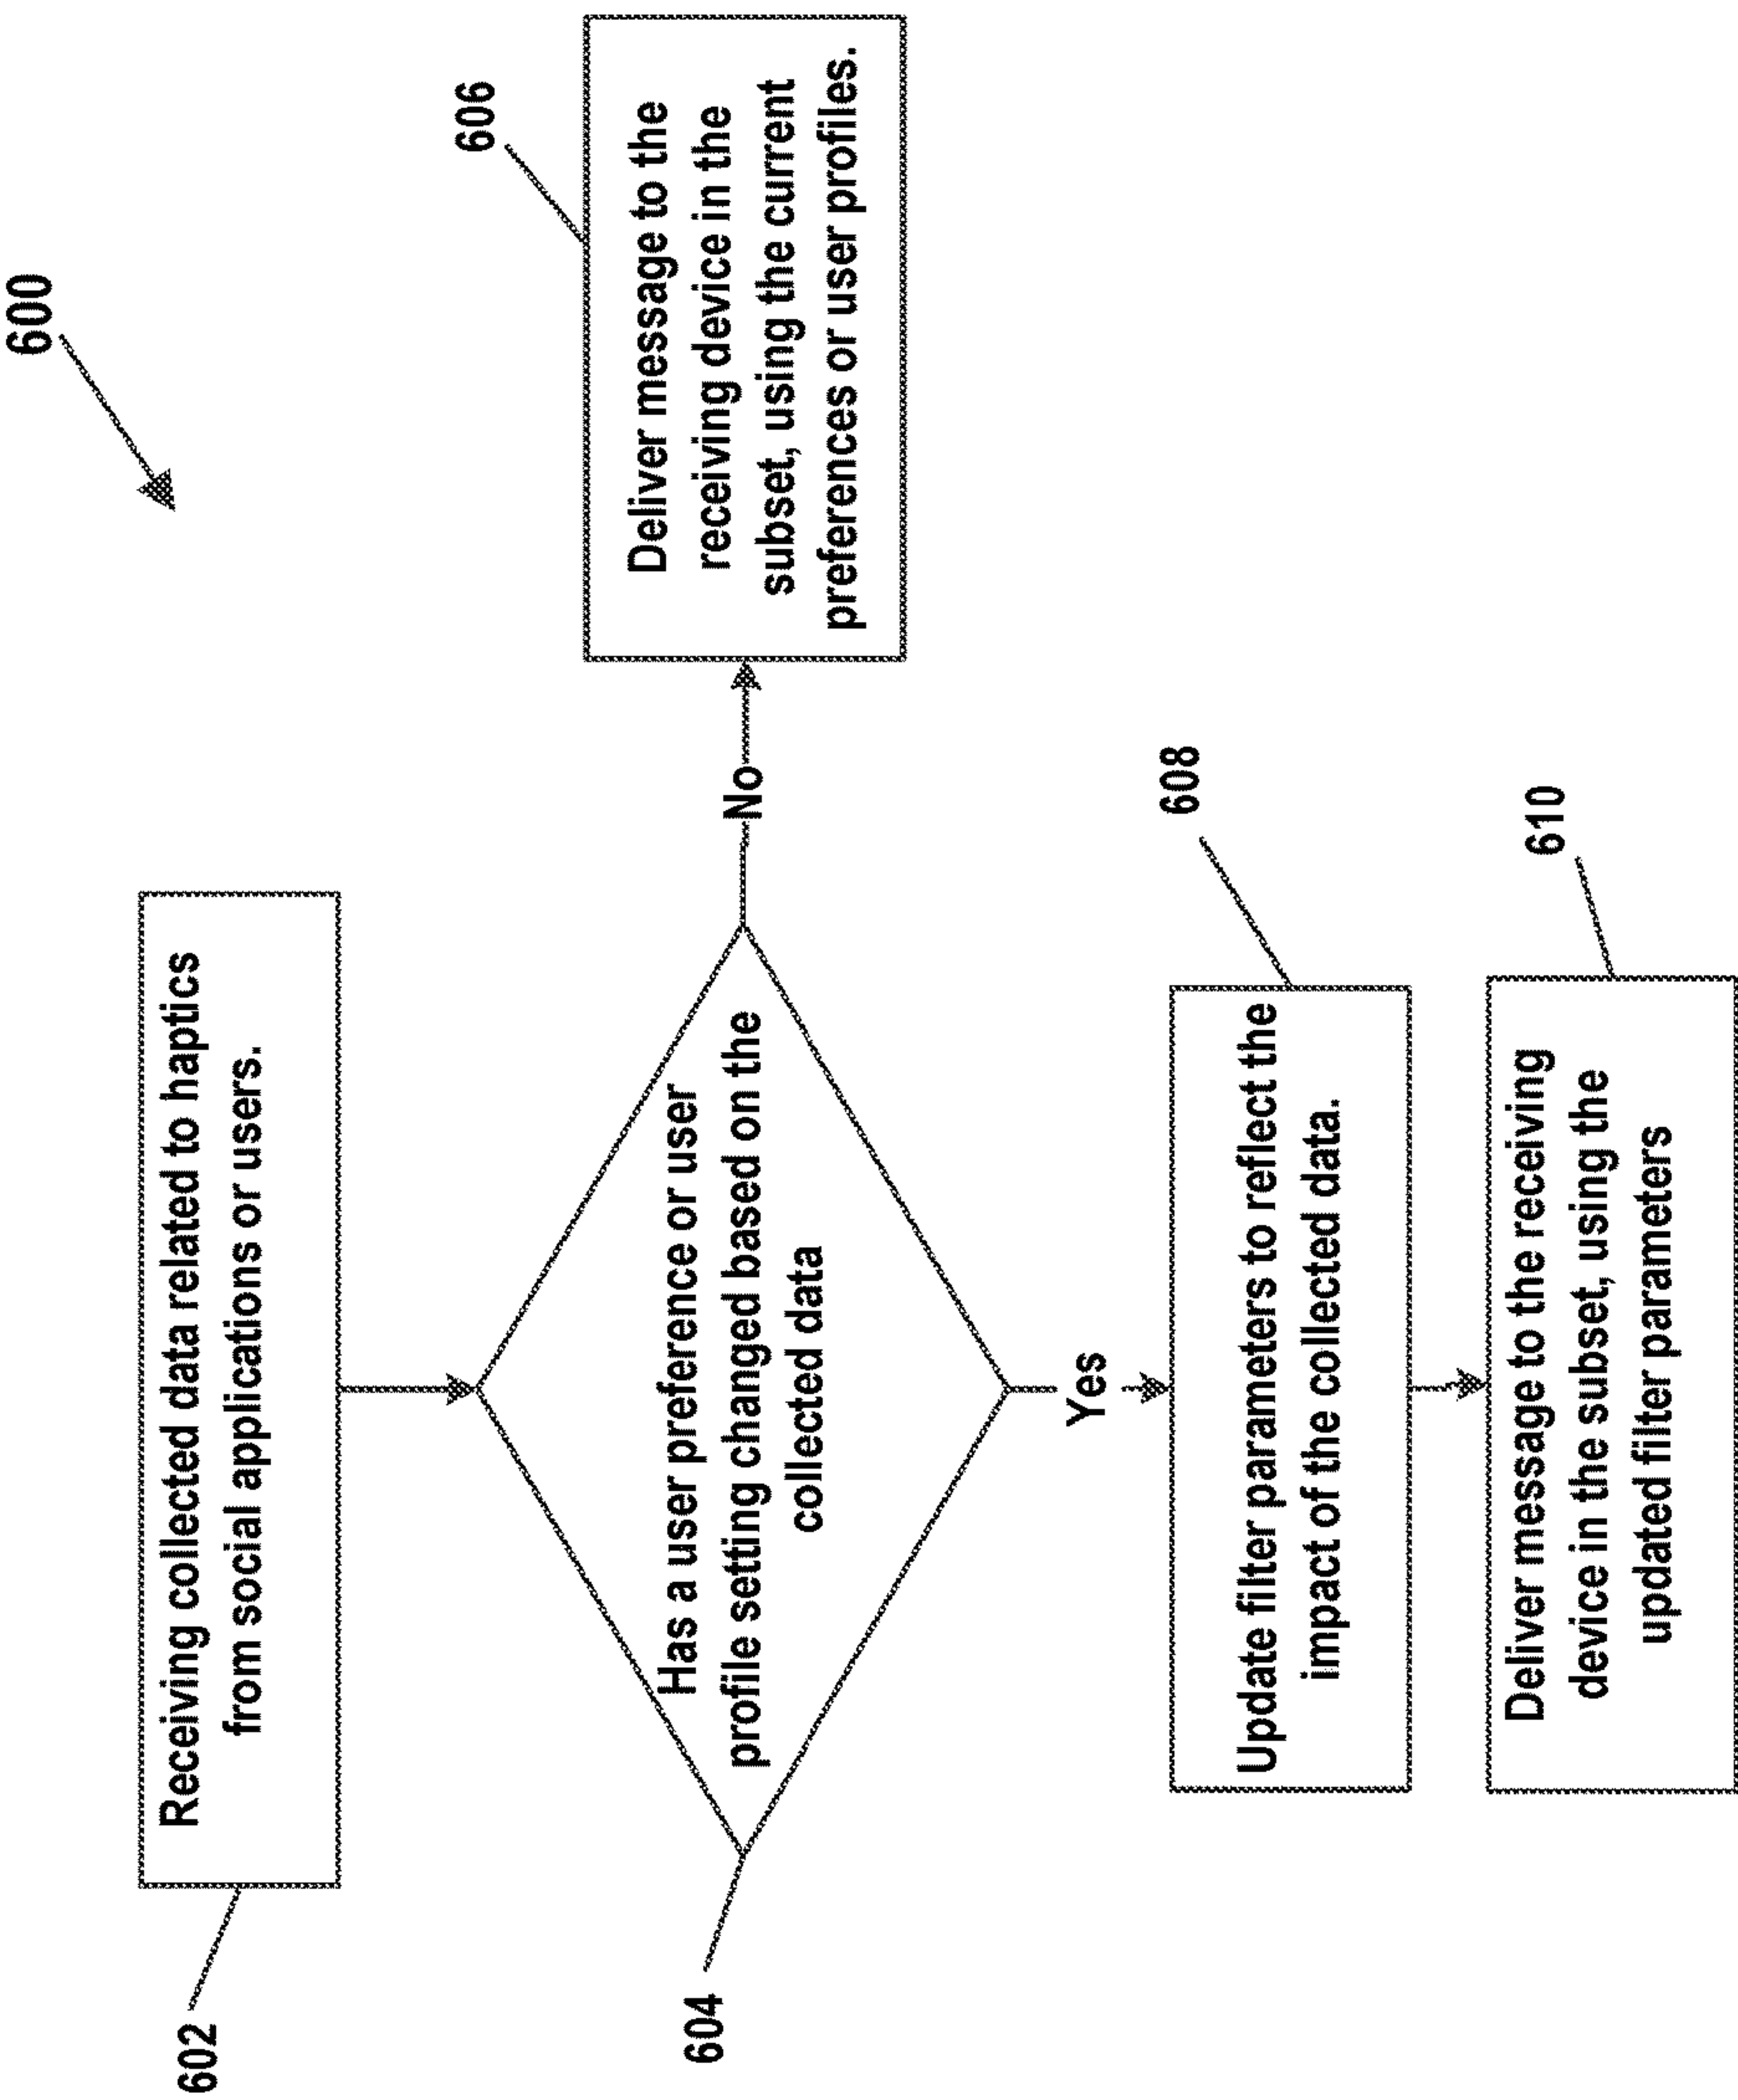 600
602
Receiving collected data related to haptics
from social applications or users.
604
Has a user preference or user
profile setting changed based on the
collected data
No
606
Deliver message to the
receiving device in the
subset, using the current
preferences or user profiles.
Yes
608
Update filter parameters to reflect the
impact of the collected data.
610
Deliver message to the receiving
device in the subset, using the
updated filter parameters